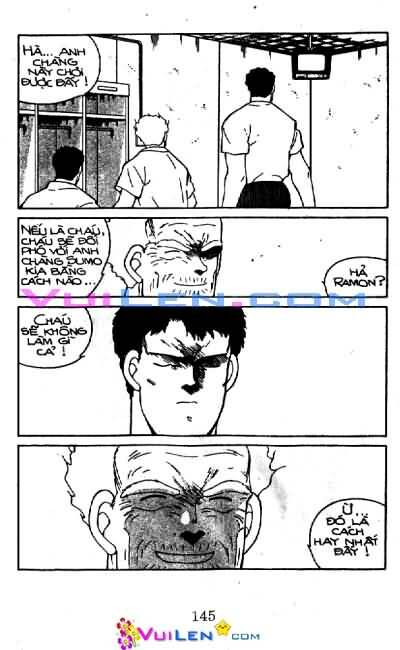 HÀ... ANH
CHÀNG
NÀY CHƠI
ĐƯỢC ĐẤY !
NẾU LÀ CHÁU,
CHÁU SẼ ĐỐI
PHÓ VỚI ANH
CHÀNG SUMO
KIA BẰNG
CÁCH NÀO...
HẢ
RAMON?
VUILEN.COM
CHÁU
SẼ KHÔNG
LÀM GÌ
CẢ !
Ừ..
ĐÓ LÀ
CÁCH
HAY NHẤT
ĐẤY !
145
VUILEN.COM